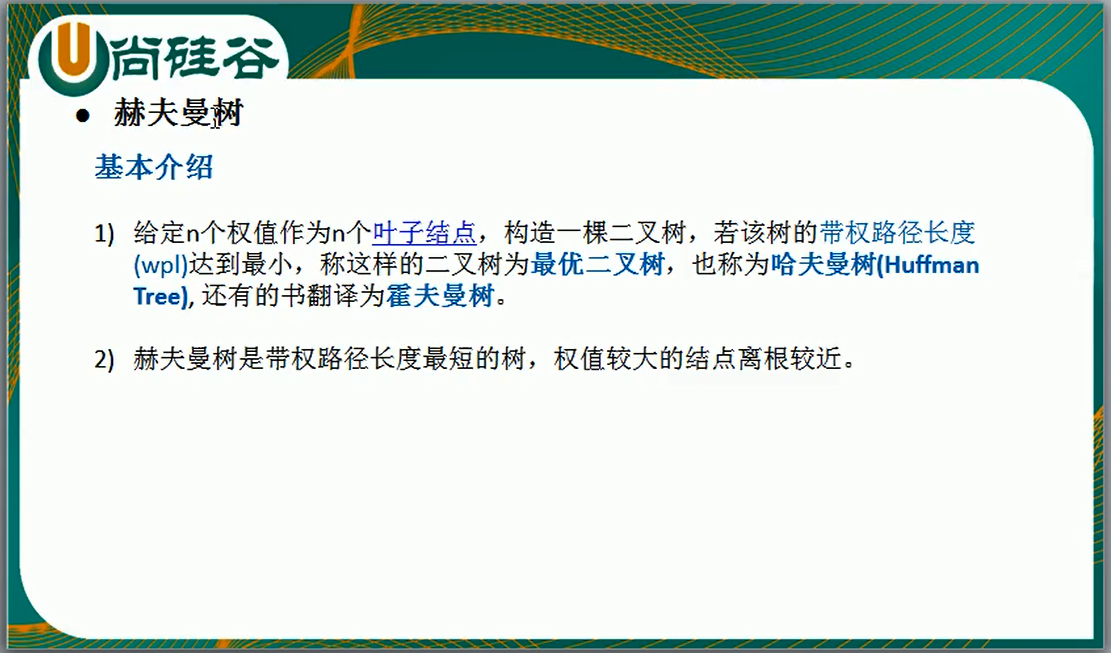 尚硅谷
● 赫夫曼树
基本介绍
1) 给定n个权值作为n个叶子结点，构造一棵二叉树，若该树的带权路径长度
(wpl)达到最小，称这样的二叉树为最优二叉树，也称为哈夫曼树(Huffman
Tree), 还有的书翻译为霍夫曼树。
2) 赫夫曼树是带权路径长度最短的树，权值较大的结点离根较近。